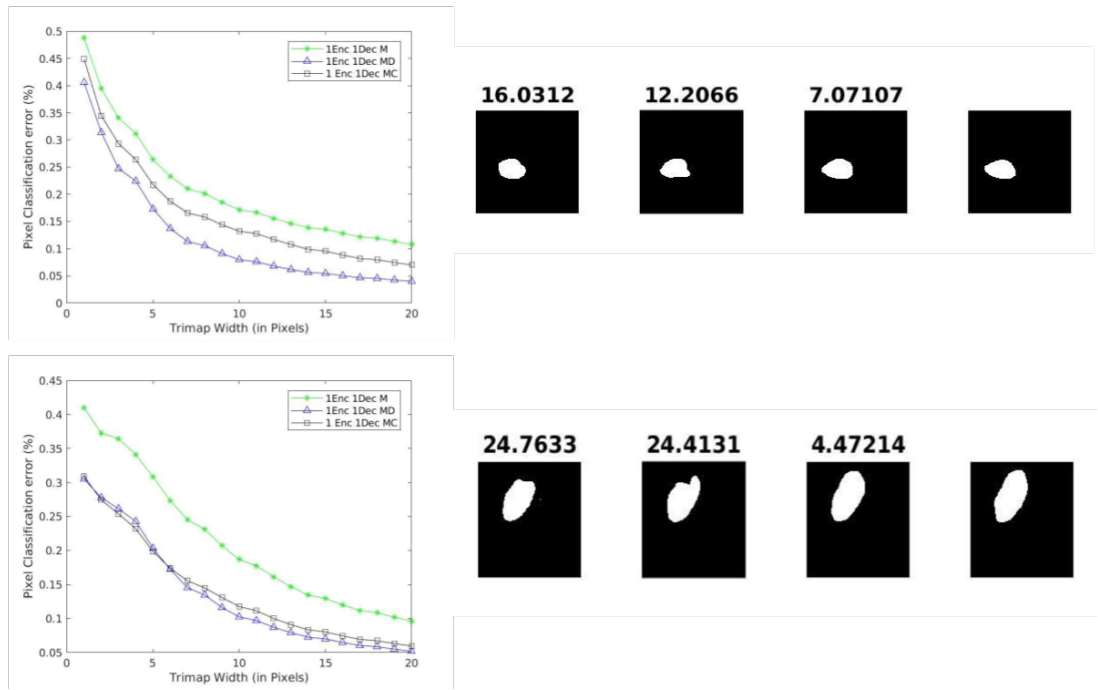 0.5
0.45
0.4
0.35
0.3
0.25
0.2
0.15
0.1
0.05
0
Pixel Classification error (%)
1Enc 1Dec M
1Enc 1Dec MD
1 Enc 1Dec MC
0 5 10 15 20
Trimap Width (in Pixels)
16.0312 12.2066 7.07107
0.45
0.4
0.35
0.3
0.25
0.2
0.15
0.1
0.05
Pixel Classification error (%)
1Enc 1Dec M
1Enc 1Dec MD
1 Enc 1Dec MC
0 5 10 15 20
Trimap Width (in Pixels)
24.7633 24.4131 4.47214